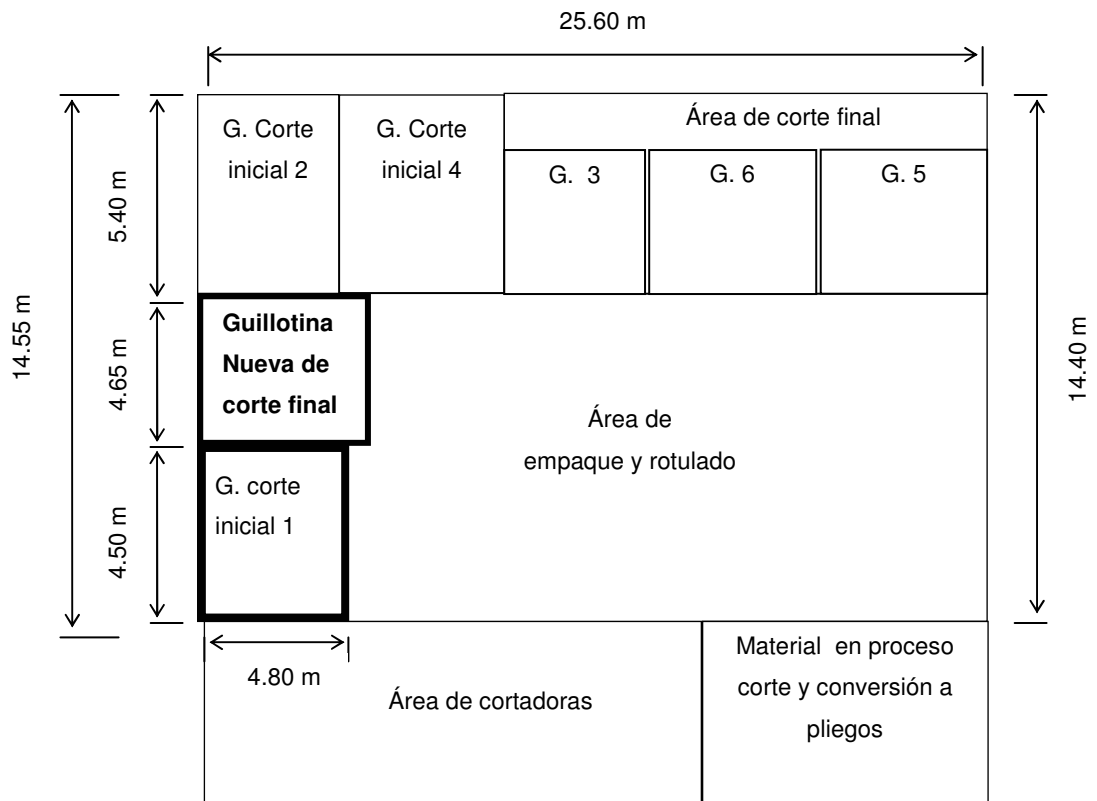 25.60 m
G. Corte
inicial 2
G. Corte
inicial 4
Área de corte final
G.  3
G. 6
G. 5
5.40 m
14.55 m
4.65 m
4.50 m
14.40 m
Guillotina
Nueva de
corte final
Área de
empaque y rotulado
G. corte
inicial 1
4.80 m
Área de cortadoras
Material  en proceso
corte y conversión a
pliegos